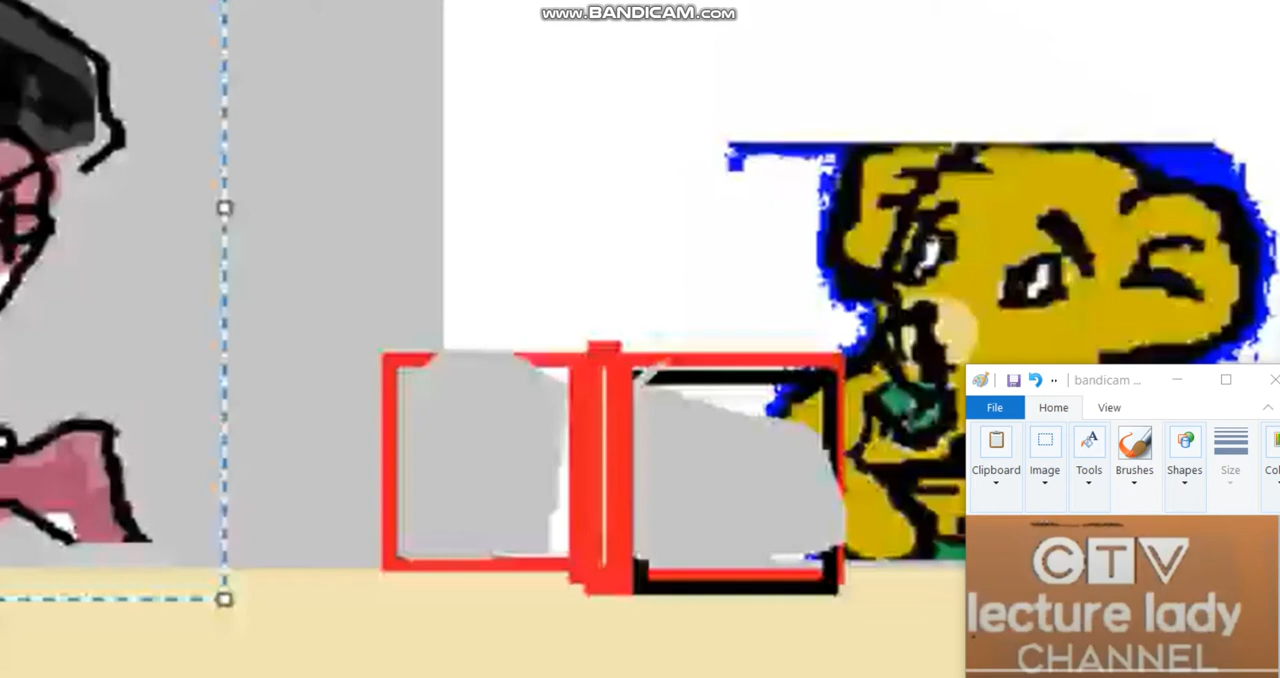 www.BANDICAM.com
bandicam ...
File
Home
View
Clipboard
Image
Tools
Brushes
Shapes
Size
CTV
lecture lady
CHANNEL